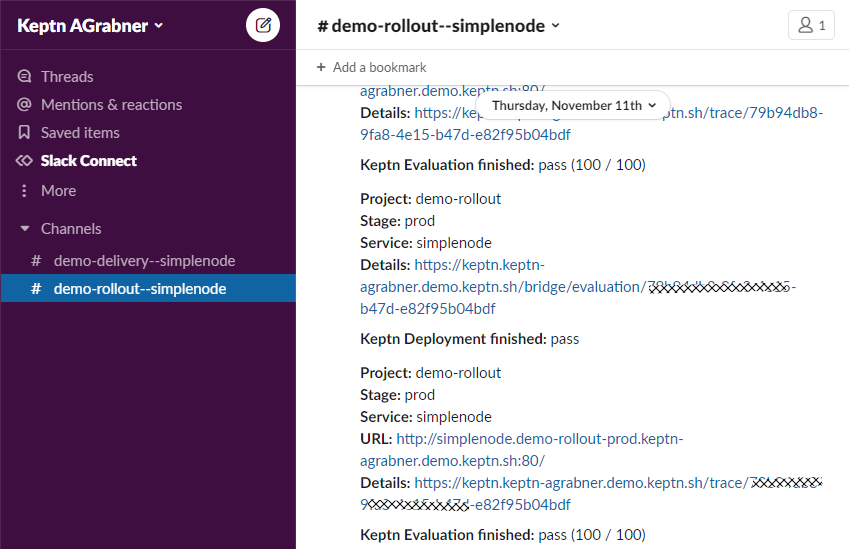 Keptn AGrabner
Threads
Mentions & reactions
Saved items
Slack Connect
More
Channels
# demo-delivery--simplenode
# demo-rollout--simplenode
# demo-rollout--simplenode
1
+ Add a bookmark
agrabner.demo.keptn.sh:80/
Thursday, November 11th
Details: https://ptn.sh/trace/79b94db8-
9fa8-4e15-b47d-e82f95b04bdf
Keptn Evaluation finished: pass (100 / 100)
Project: demo-rollout
Stage: prod
Service: simplenode
Details: https://keptn.keptn-
agrabner.demo.keptn.sh/bridge/evaluation/
b47d-e82f95b04bdf
Keptn Deployment finished: pass
Project: demo-rollout
Stage: prod
Service: simplenode
URL: http://simplenode.demo-rollout-prod.keptn-
agrabner.demo.keptn.sh:80/
Details: https://keptn.keptn-agrabner.demo.keptn.sh/trace/
-e82f95b04bdf
Keptn Evaluation finished: pass (100 / 100)